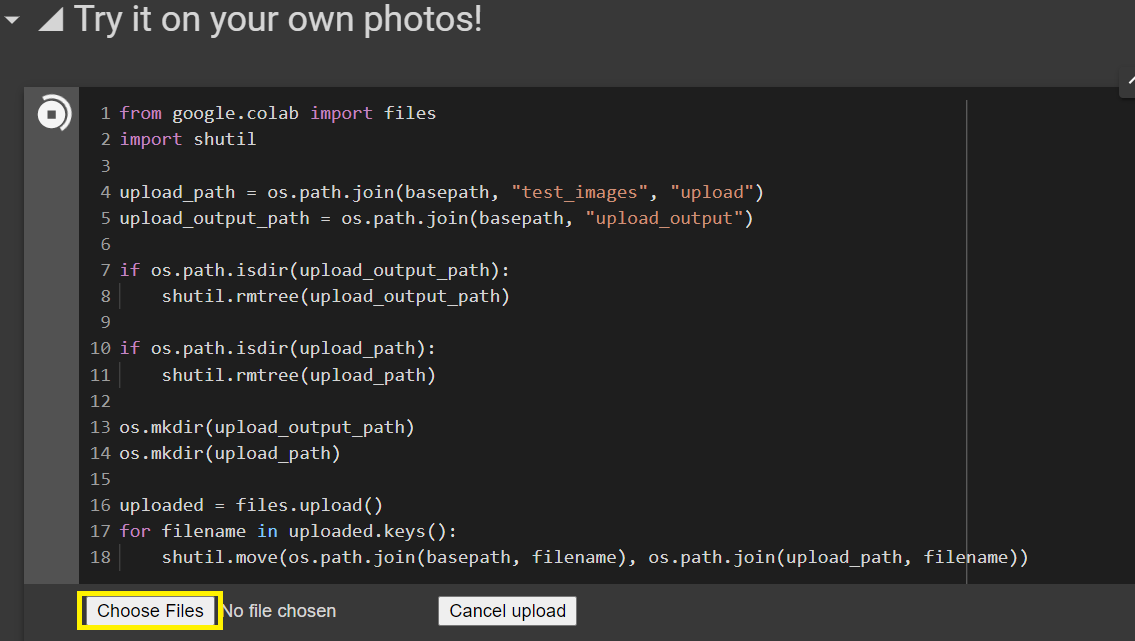 Try it on your own photos!
1 from google.colab import files
2 import shutil
3
4 upload_path = os.path.join(basepath, "test_images", "upload")
5 upload_output_path = os.path.join(basepath, "upload_output")
6
7 if os.path.isdir(upload_output_path):
8     shutil.rmtree(upload_output_path)
9
10 if os.path.isdir(upload_path):
11     shutil.rmtree(upload_path)
12
13 os.mkdir(upload_output_path)
14 os.mkdir(upload_path)
15
16 uploaded = files.upload()
17 for filename in uploaded.keys():
18     shutil.move(os.path.join(basepath, filename), os.path.join(upload_path, filename))
Choose Files No file chosen Cancel upload